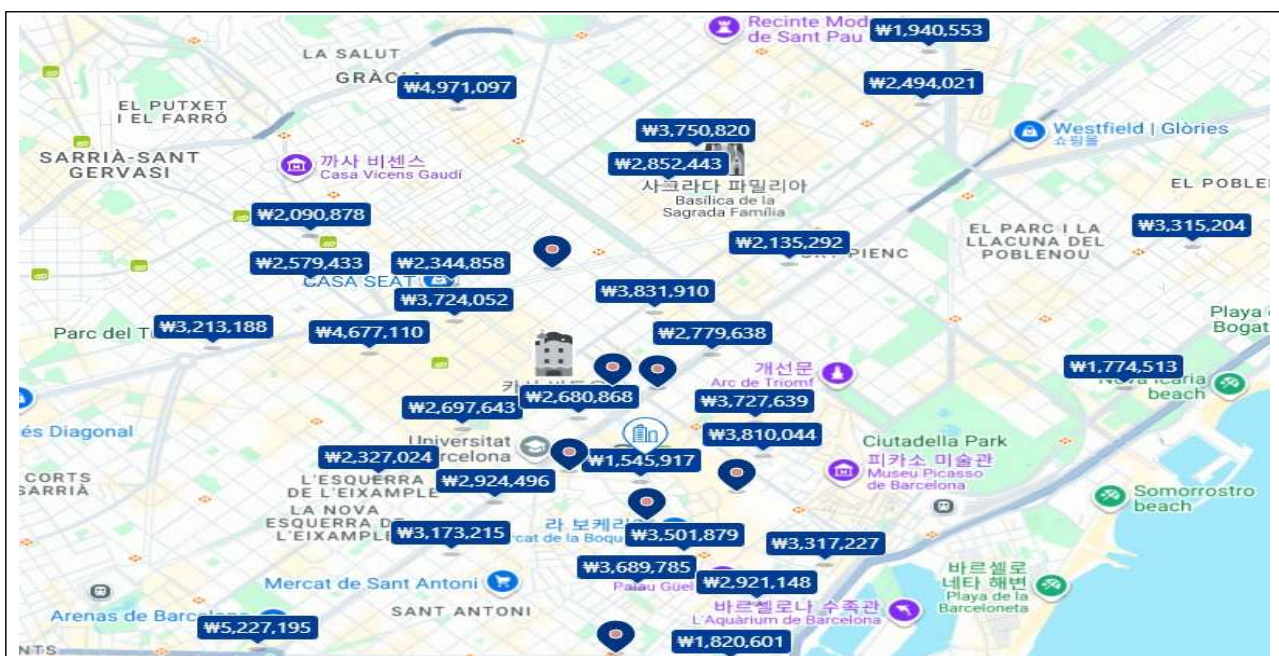 Recinte Mod
de Sant Pau
₩1,940,553
LA SALUT
GRÀC
₩4,971,097
₩2,494,021
EL PUTXET
I EL FARRÓ
₩3,750,820
Westfield | Glòries
쇼핑몰
SARRIÀ-SANT
GERVASI
까사 비센스
Casa Vicens Gaudí
₩2,852,443
사그라다 파밀리아
Basílica de la
Sagrada Família
EL POBLE
₩2,090,878
₩2,135,292
PIENC
EL PARC I LA
LLACUNA DEL
POBLENOU
₩3,315,204
₩2,579,433
₩2,344,858
CASA SEAT
₩3,724,052
₩3,831,910
Playa
Bogat
Parc del T
₩3,213,188
₩4,677,110
₩2,779,638
개선문
Arc de Triomf
₩1,774,513
Nova Icaria
beach
₩2,680,868
₩2,697,643
₩3,727,639
és Diagonal
Universitat
rcelona
₩3,810,044
Ciutadella Park
₩2,327,024
₩1,545,917
피카소 미술관
Museu Picasso
de Barcelona
CORTS
SARRIÀ
L'ESQUERRA
DE L'EIXAMPLE
₩2,924,496
Somorrostro
beach
LA NOVA
ESQUERRA DE
L'EIXAMPLE
₩3,173,215
라 보케리
rcat de la Boqu
₩3,501,879
₩3,317,227
₩3,689,785
Palau Güel
₩2,921,148
바르셀로
네타 해변
Playa de la
Barceloneta
Mercat de Sant Antoni
SANT ANTONI
바르셀로나 수족관
L'Aquàrium de Barcelona
Arenas de Barc
₩5,227,195
₩1,820,601
NTS